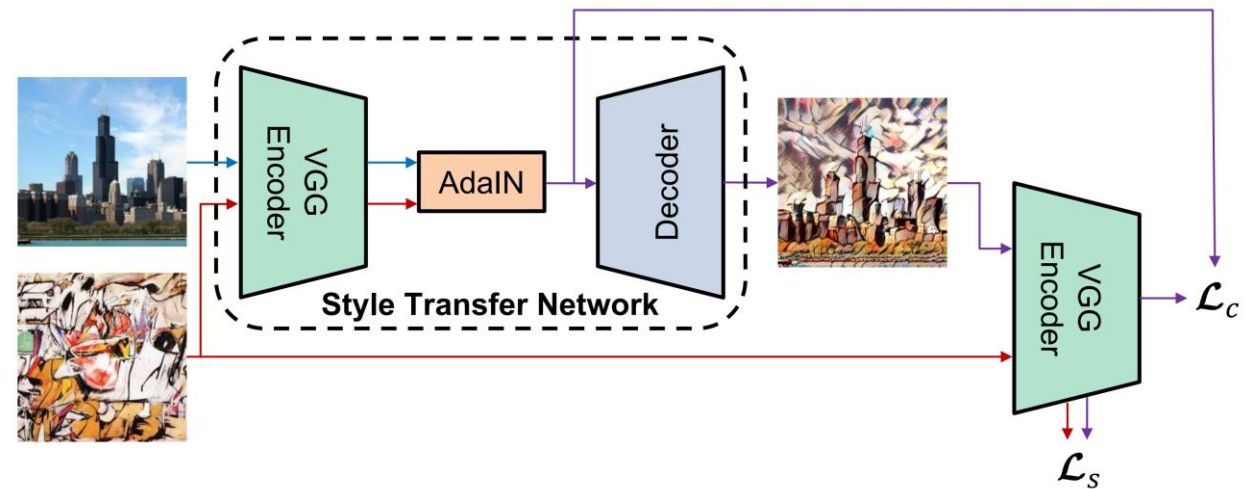 VGG
Encoder
AdaIN
Decoder
Style Transfer Network
VGG
Encoder
ℒc
ℒs